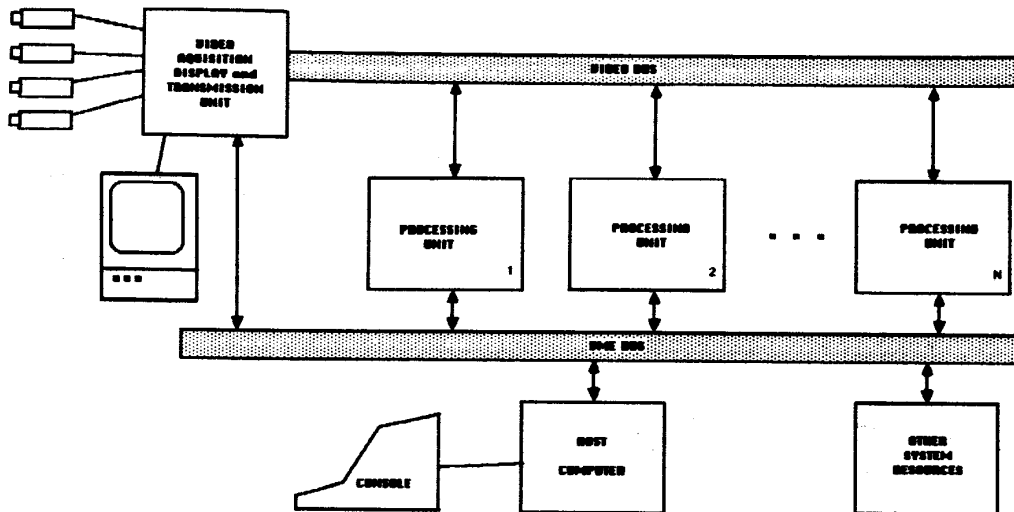 VIDEO
AQUISITION
DISPLAY and
TRANSMISSION
UNIT
VIDEO BUS
PROCESSING
UNIT
1
PROCESSING
UNIT
2
PROCESSING
UNIT
N
VME BUS
HOST
COMPUTER
OTHER
SYSTEM
RESOURCES
CONSOLE